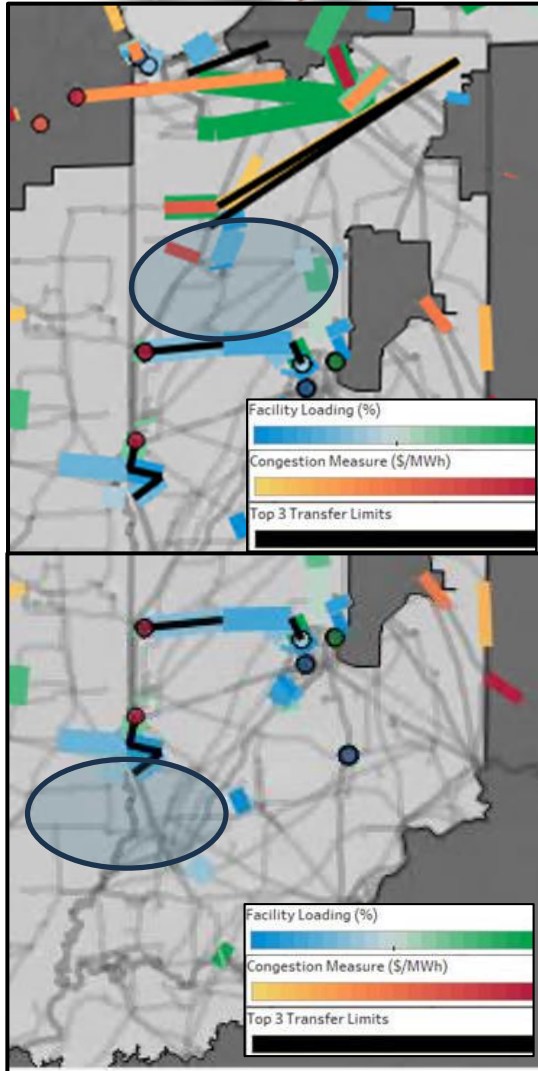 Facility Loading (%)
Congestion Measure ($/MWh)
Top 3 Transfer Limits
Facility Loading (%)
Congestion Measure ($/MWh)
Top 3 Transfer Limits